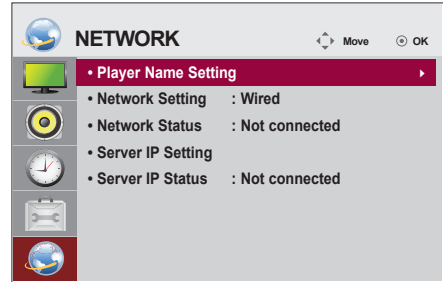 NETWORK Move OK
• Player Name Setting
• Network Setting : Wired
• Network Status : Not connected
• Server IP Setting
• Server IP Status : Not connected